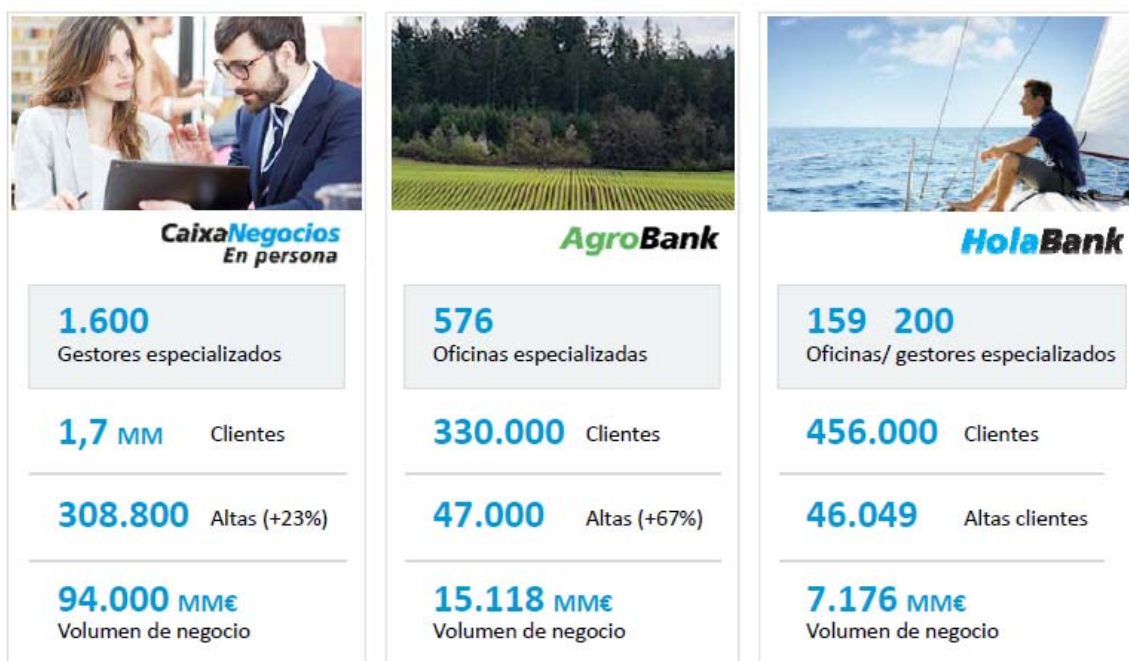 CaixaNegocios
En persona
1.600
Gestores especializados
1,7 MM Clientes
308.800 Altas (+23%)
94.000 MM€
Volumen de negocio
AgroBank
576
Oficinas especializadas
330.000 Clientes
47.000 Altas (+67%)
15.118 MM€
Volumen de negocio
HolaBank
159 200
Oficinas/ gestores especializados
456.000 Clientes
46.049 Altas clientes
7.176 MM€
Volumen de negocio